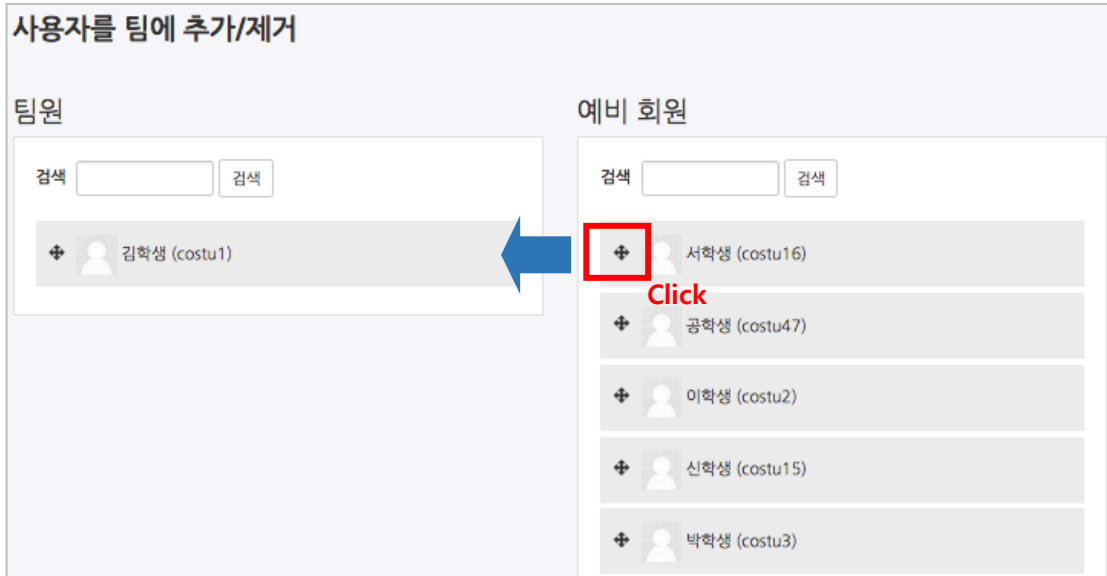 사용자를 팀에 추가/제거
팀원
검색 검색
김학생 (costu1)
예비 회원
검색 검색
서학생 (costu16)
Click
공학생 (costu47)
이학생 (costu2)
신학생 (costu15)
박학생 (costu3)